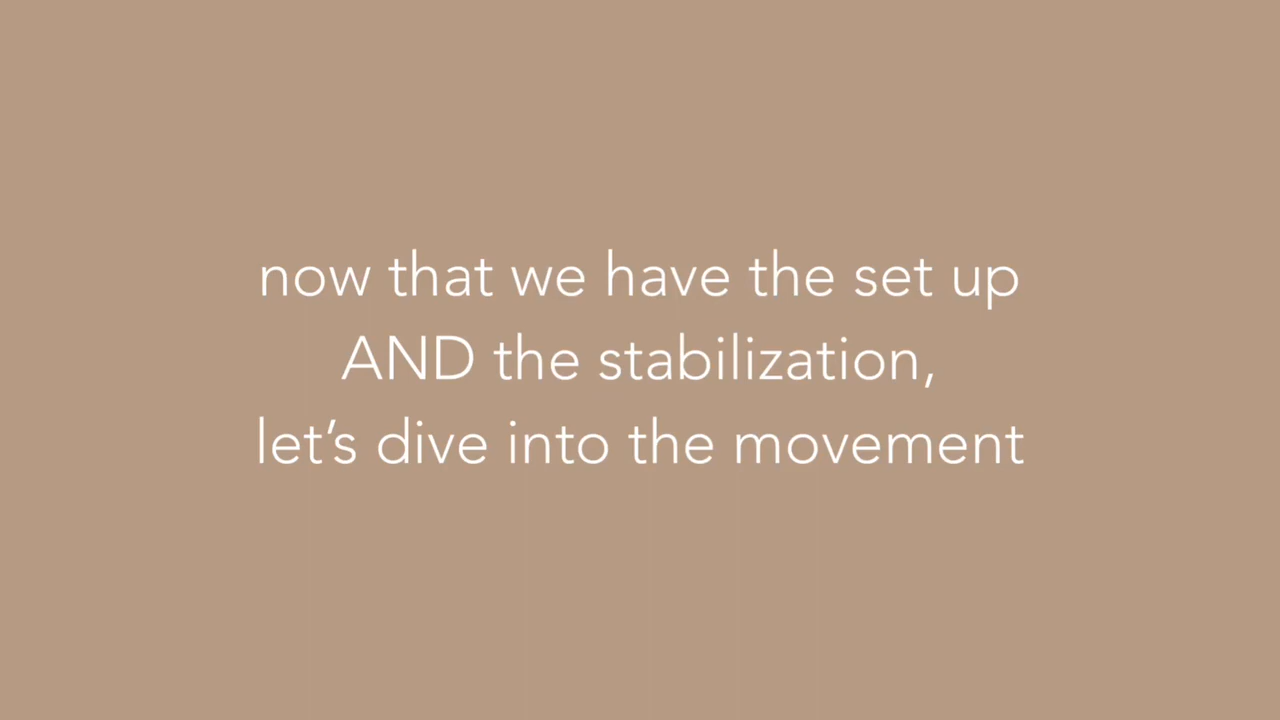 now that we have the set up
AND the stabilization,
let’s dive into the movement